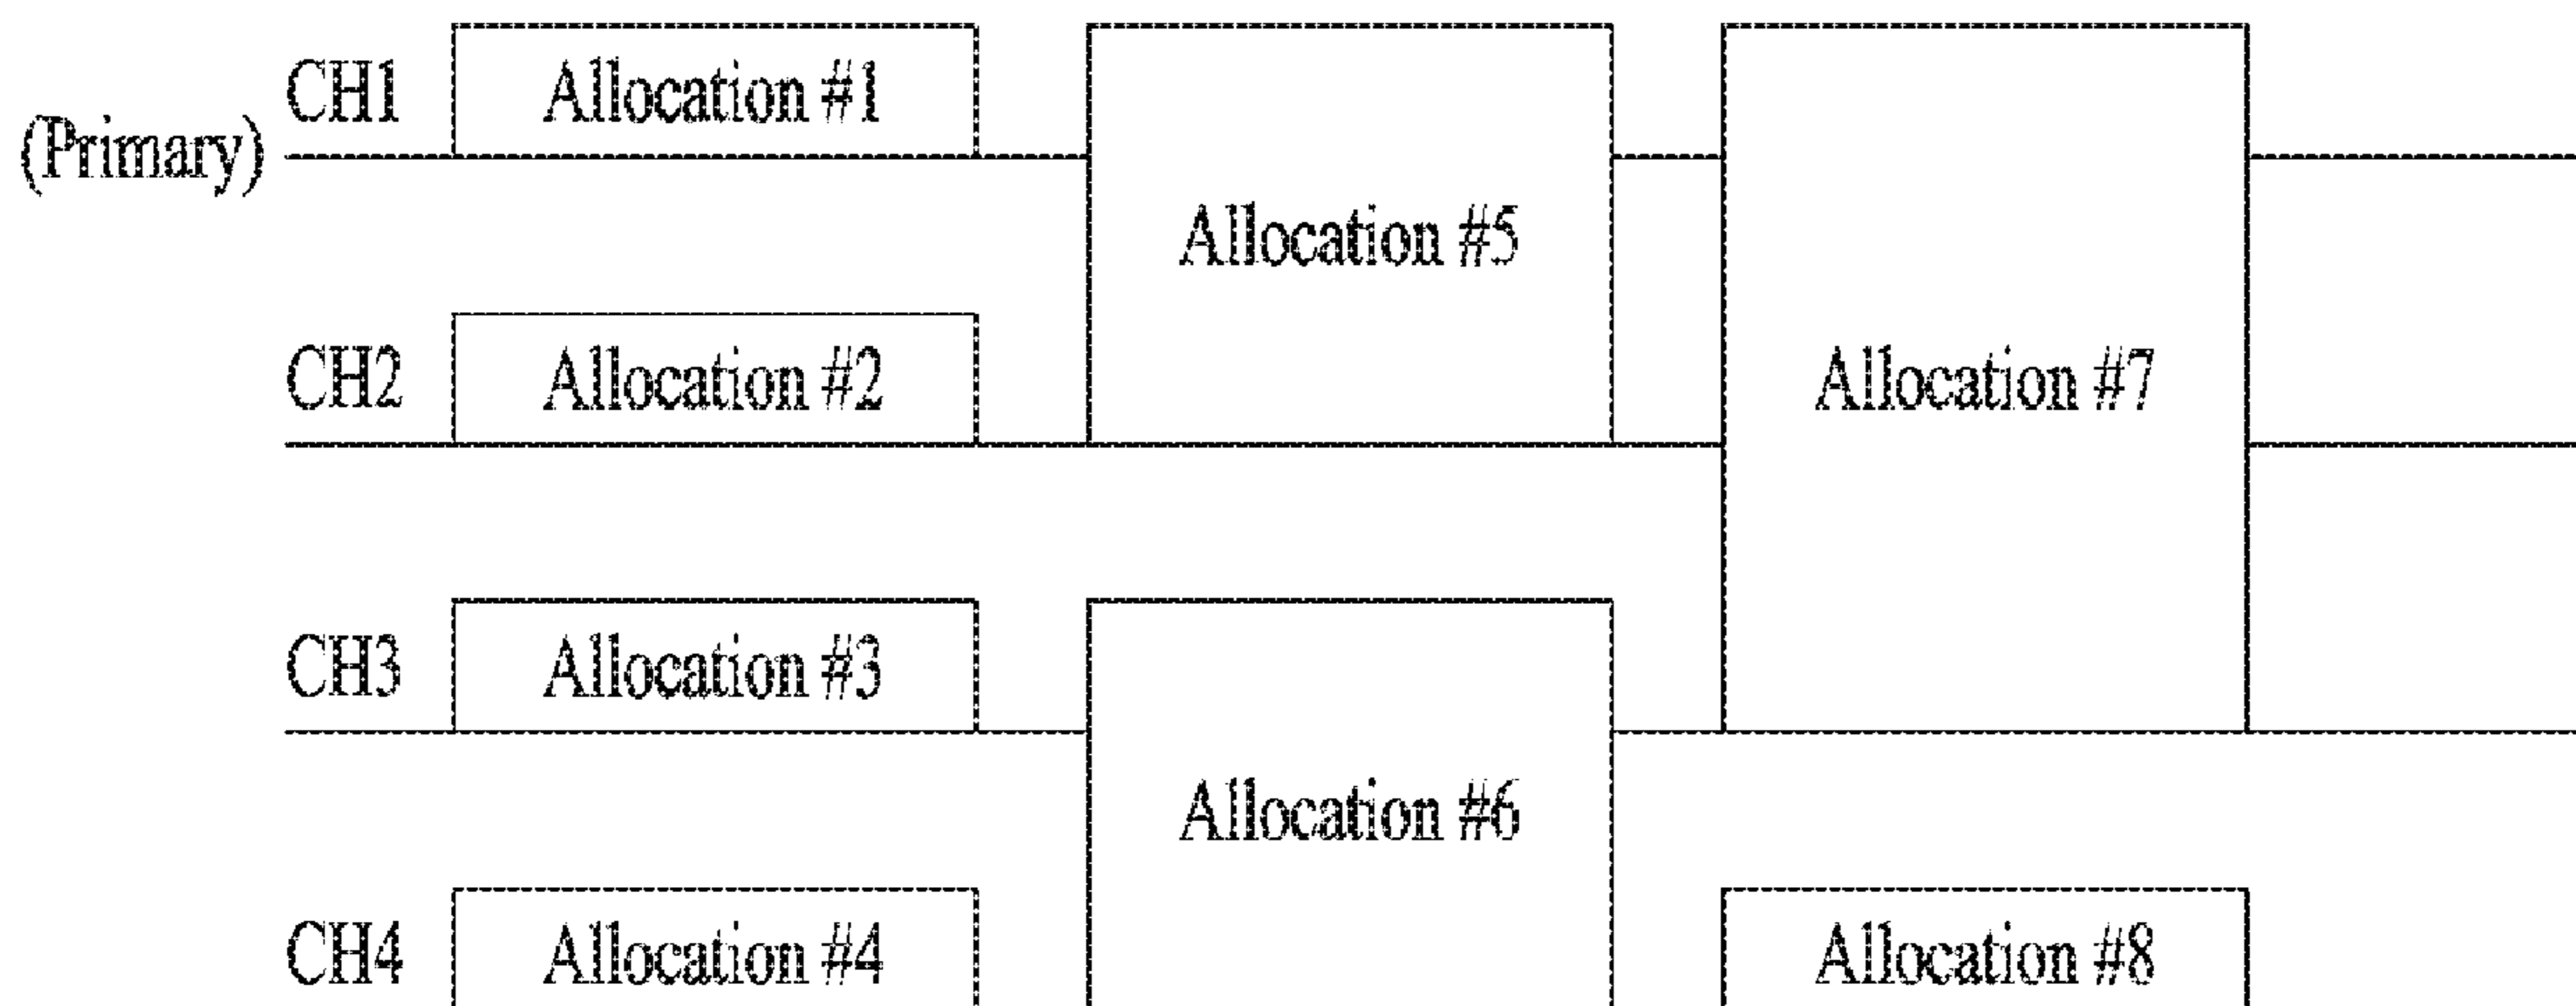 CH1 Allocation #1
(Primary)
Allocation #5
CH2 Allocation #2 Allocation #7
CH3 Allocation #3
Allocation #6
CH4 Allocation #4 Allocation #8